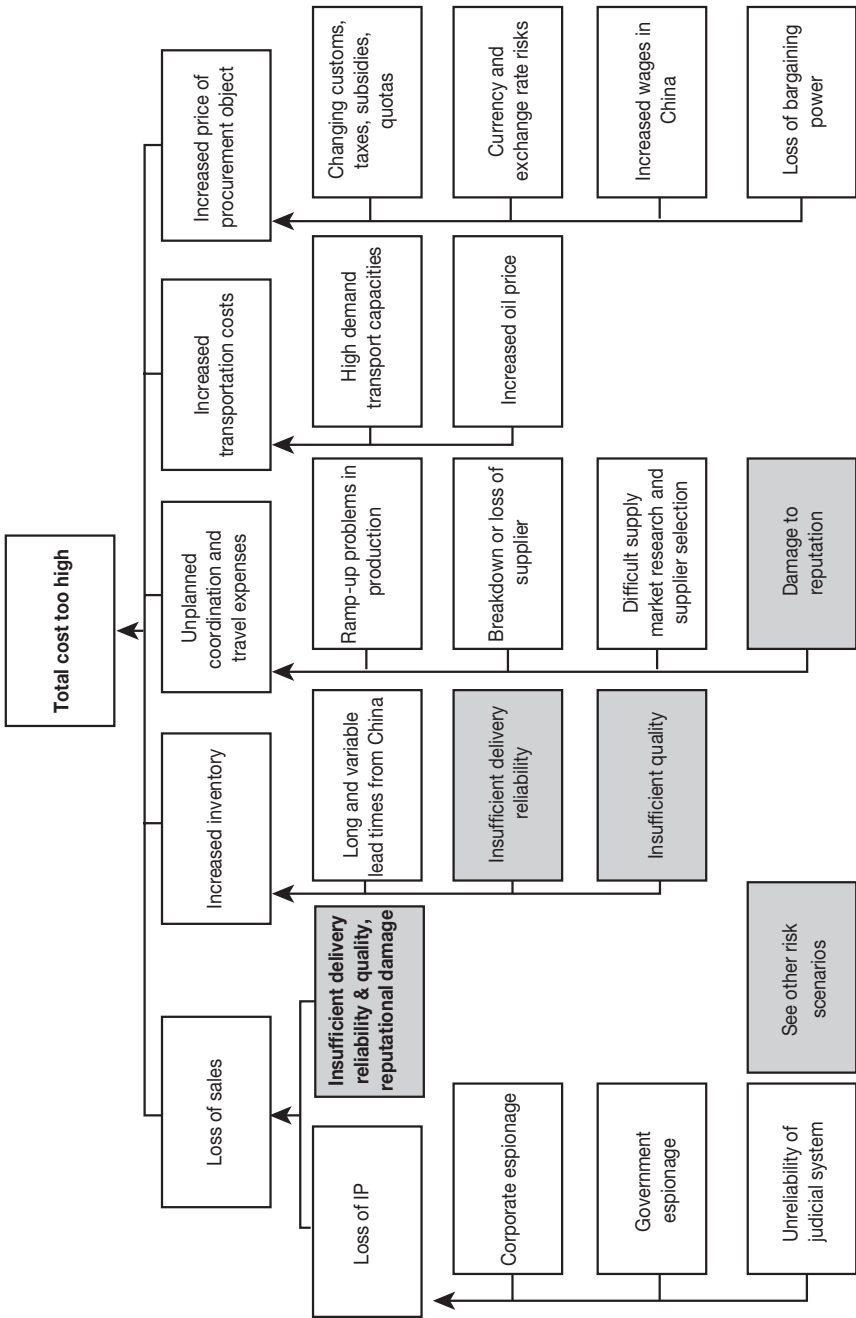 Total cost too high
Loss of sales
Increased inventory
Unplanned
coordination and
travel expenses
Increased
transportation costs
Increased price of
procurement object
Loss of IP
Insufficient delivery
reliability & quality,
reputational damage
Corporate espionage
Government
espionage
Unreliability of
judicial system
See other risk
scenarios
Long and variable
lead times from China
Insufficient delivery
reliability
Insufficient quality
Ramp-up problems in
production
Breakdown or loss of
supplier
Difficult supply
market research and
supplier selection
Damage to
reputation
High demand
transport capacities
Increased oil price
Changing customs,
taxes, subsidies,
quotas
Currency and
exchange rate risks
Increased wages in
China
Loss of bargaining
power